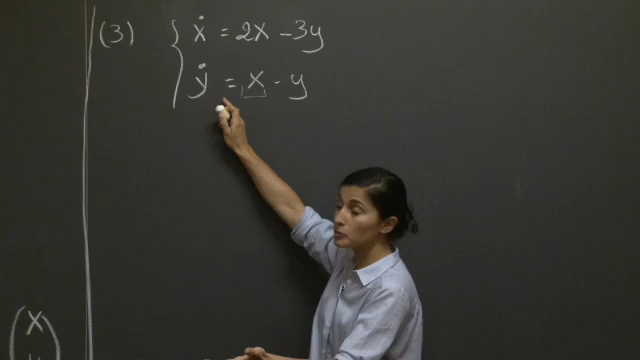 (3) { ẋ = 2x - 3y
ẏ = x - y
(x